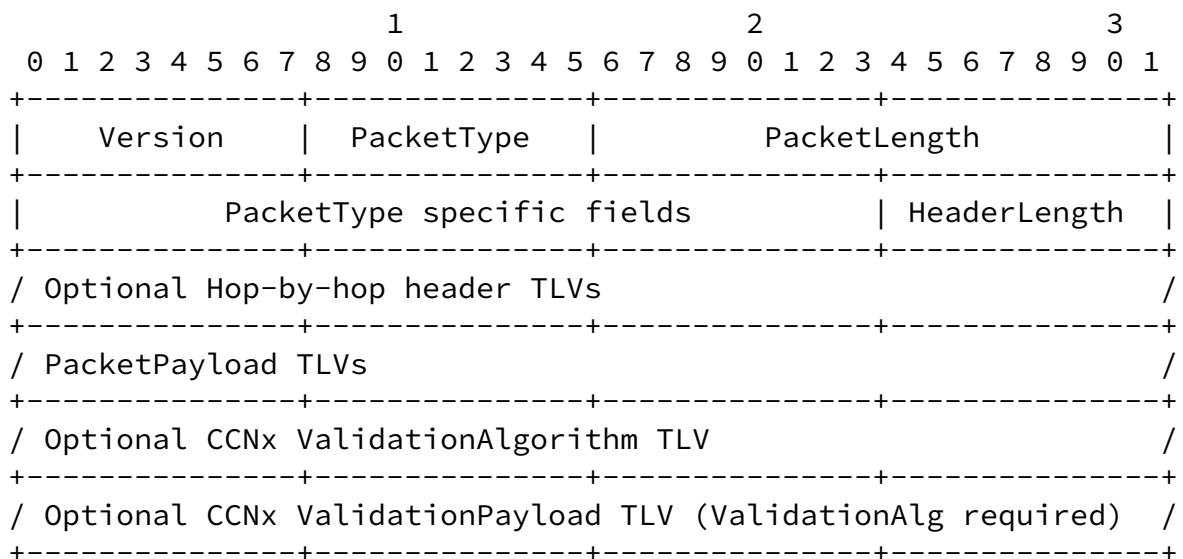 1                   2                   3
 0 1 2 3 4 5 6 7 8 9 0 1 2 3 4 5 6 7 8 9 0 1 2 3 4 5 6 7 8 9 0 1
+---------------+---------------+---------------+---------------+
|    Version    |  PacketType   |         PacketLength          |
+---------------+---------------+---------------+---------------+
|           PacketType specific fields          | HeaderLength  |
+---------------+---------------+---------------+---------------+
/ Optional Hop-by-hop header TLVs                               /
+---------------+---------------+---------------+---------------+
/ PacketPayload TLVs                                            /
+---------------+---------------+---------------+---------------+
/ Optional CCNx ValidationAlgorithm TLV                         /
+---------------+---------------+---------------+---------------+
/ Optional CCNx ValidationPayload TLV (ValidationAlg required)  /
+---------------+---------------+---------------+---------------+